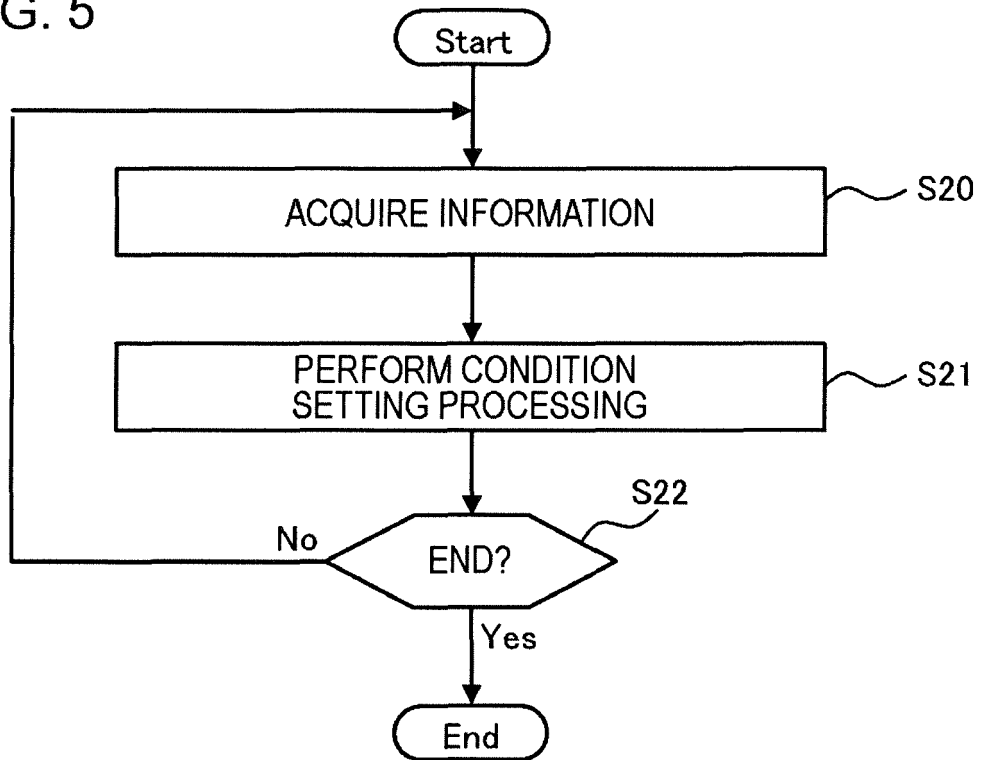 G. 5
Start
ACQUIRE INFORMATION
S20
PERFORM CONDITION
SETTING PROCESSING
S21
S22
END?
No
Yes
End